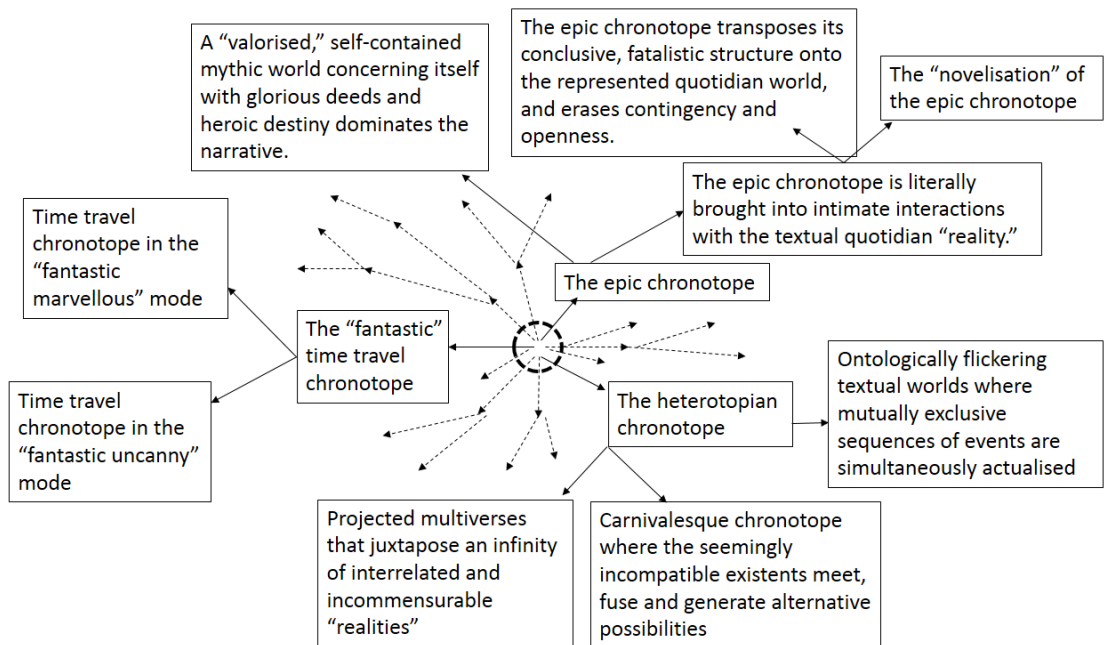 A “valorised,” self-contained
mythic world concerning itself
with glorious deeds and
heroic destiny dominates the
narrative.
The epic chronotope transposes its
conclusive, fatalistic structure onto
the represented quotidian world,
and erases contingency and
openness.
The “novelisation” of
the epic chronotope
The epic chronotope is literally
brought into intimate interactions
with the textual quotidian “reality.”
Time travel
chronotope in the
“fantastic
marvellous” mode
The epic chronotope
The “fantastic”
time travel
chronotope
Time travel
chronotope in the
“fantastic uncanny”
mode
The heterotopian
chronotope
Ontologically flickering
textual worlds where
mutually exclusive
sequences of events are
simultaneously actualised
Projected multiverses
that juxtapose an infinity
of interrelated and
incommensurable
“realities”
Carnivalesque chronotope
where the seemingly
incompatible existents meet,
fuse and generate alternative
possibilities